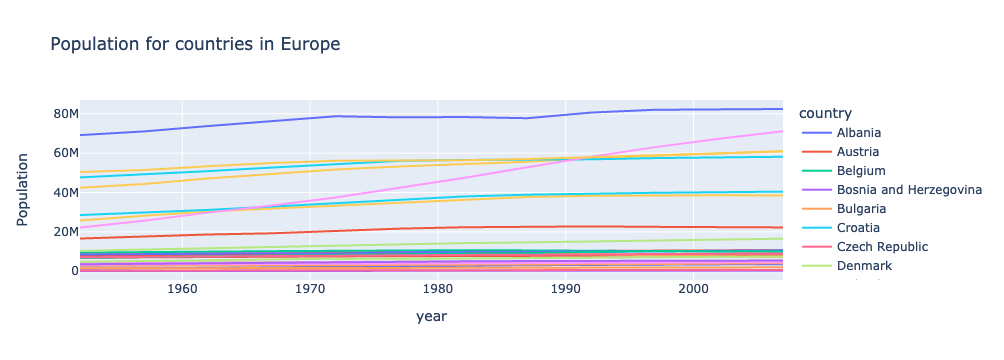 Population for countries in Europe
country
80M
60M
40M
20M
0
Population
1960
1970
1980
1990
2000
year
Albania
Austria
Belgium
Bosnia and Herzegovina
Bulgaria
Croatia
Czech Republic
Denmark